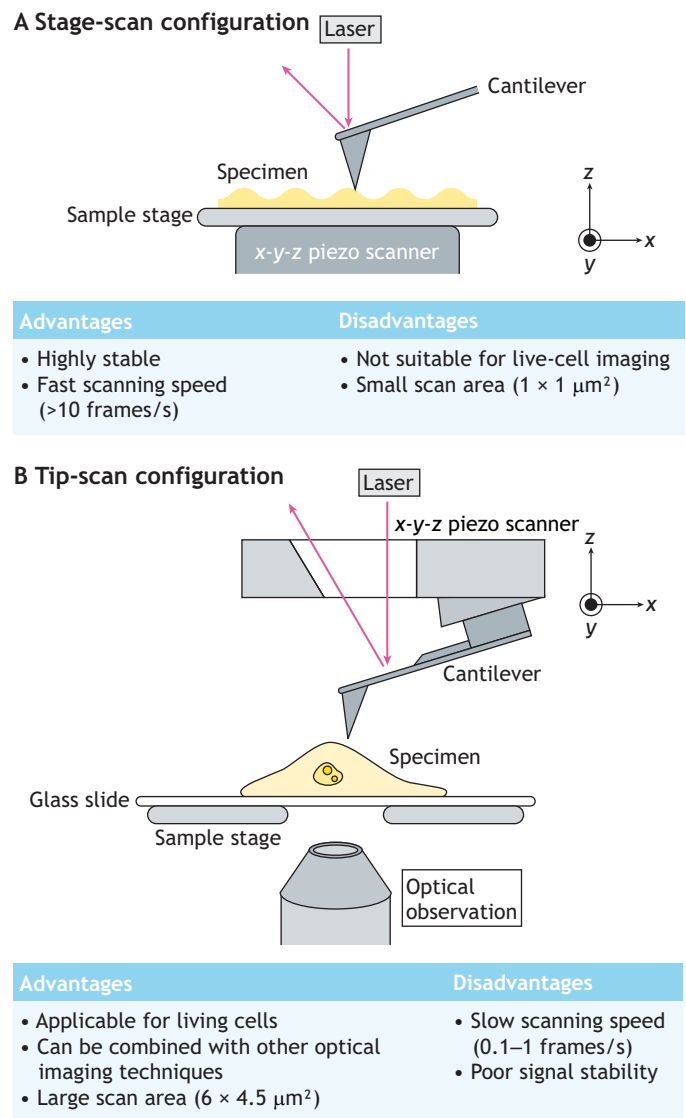 A Stage-scan configuration
Laser
Cantilever
Specimen
Sample stage
x-y-z piezo scanner
z
x
y
Advantages
Disadvantages
• Highly stable
• Fast scanning speed
(>10 frames/s)
• Not suitable for live-cell imaging
• Small scan area (1 × 1 μm²)
B Tip-scan configuration
Laser
x-y-z piezo scanner
z
x
y
Cantilever
Specimen
Glass slide
Sample stage
Optical
observation
Advantages
Disadvantages
• Applicable for living cells
• Can be combined with other optical
imaging techniques
• Large scan area (6 × 4.5 μm²)
• Slow scanning speed
(0.1–1 frames/s)
• Poor signal stability